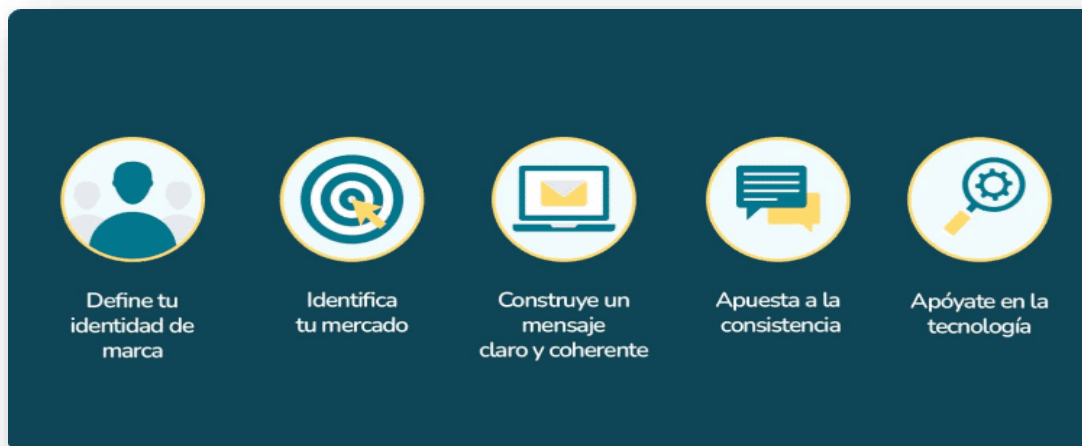 Define tu
identidad de
marca
Identifica
tu mercado
Construye un
mensaje
claro y coherente
Apuesta a la
consistencia
Apóyate en la
tecnología